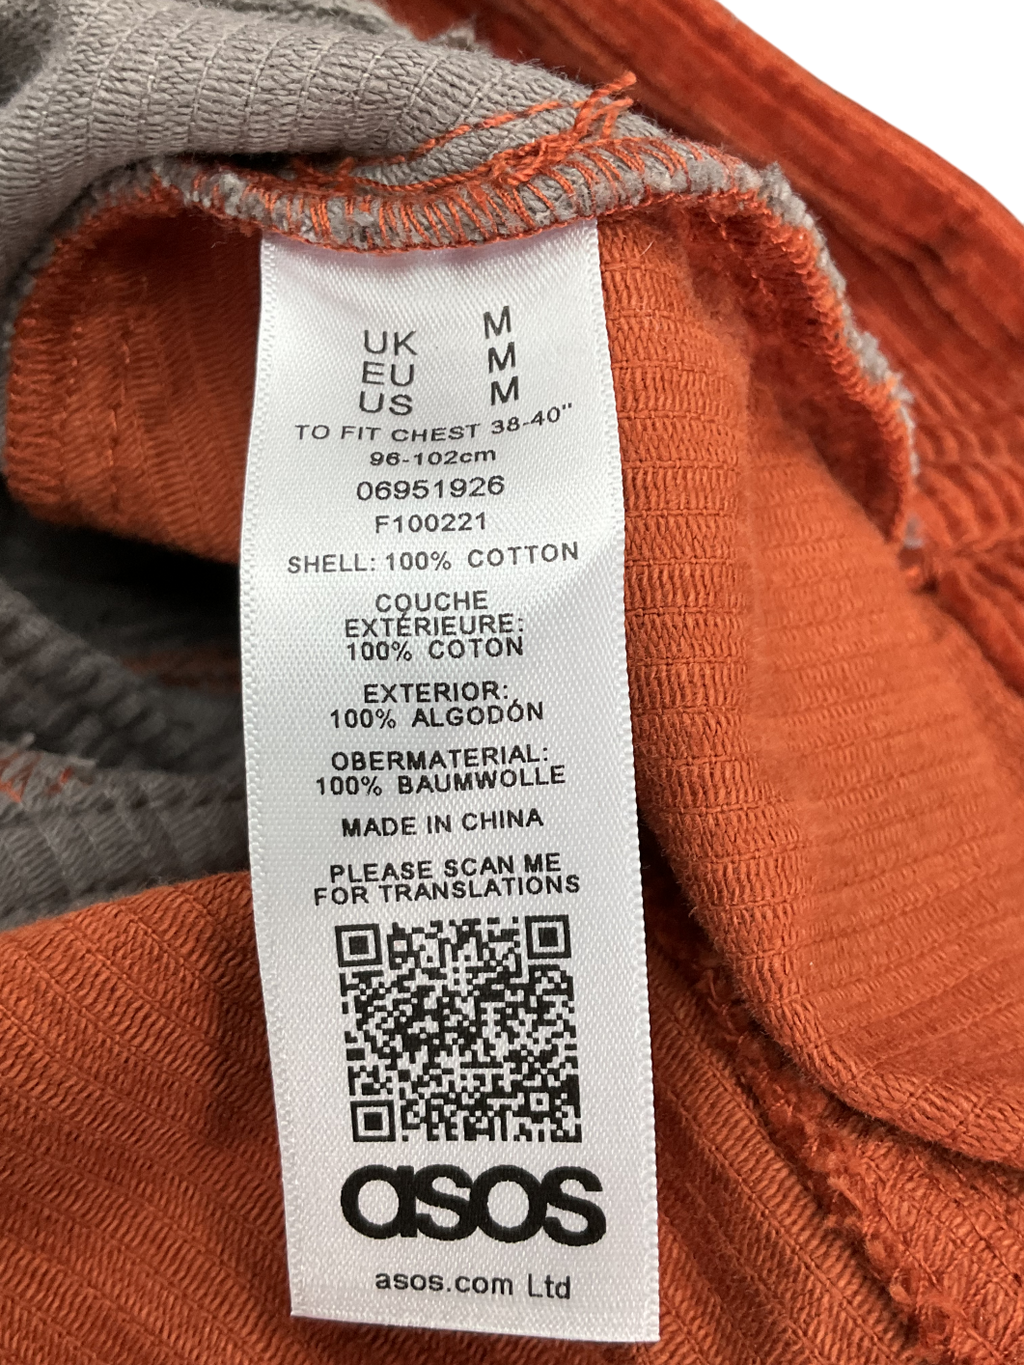 UK M
EU M
US M
TO FIT CHEST 38-40"
96-102cm
06951926
F100221
SHELL: 100% COTTON
COUCHE
EXTÉRIEURE:
100% COTON
EXTERIOR:
100% ALGODÓN
OBERMATERIAL:
100% BAUMWOLLE
MADE IN CHINA
PLEASE SCAN ME
FOR TRANSLATIONS
asos
asos.com Ltd